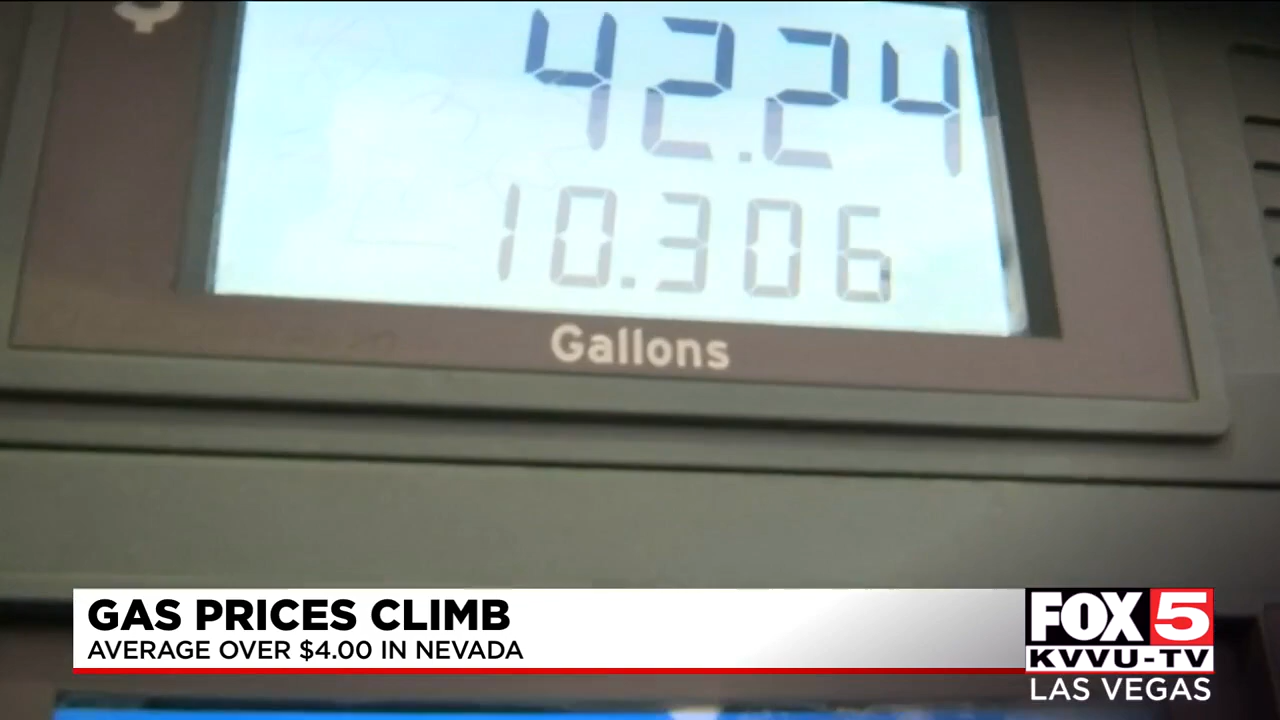 $
42.24
10.306
Gallons
GAS PRICES CLIMB
AVERAGE OVER $4.00 IN NEVADA
FOX 5
KVVU-TV
LAS VEGAS